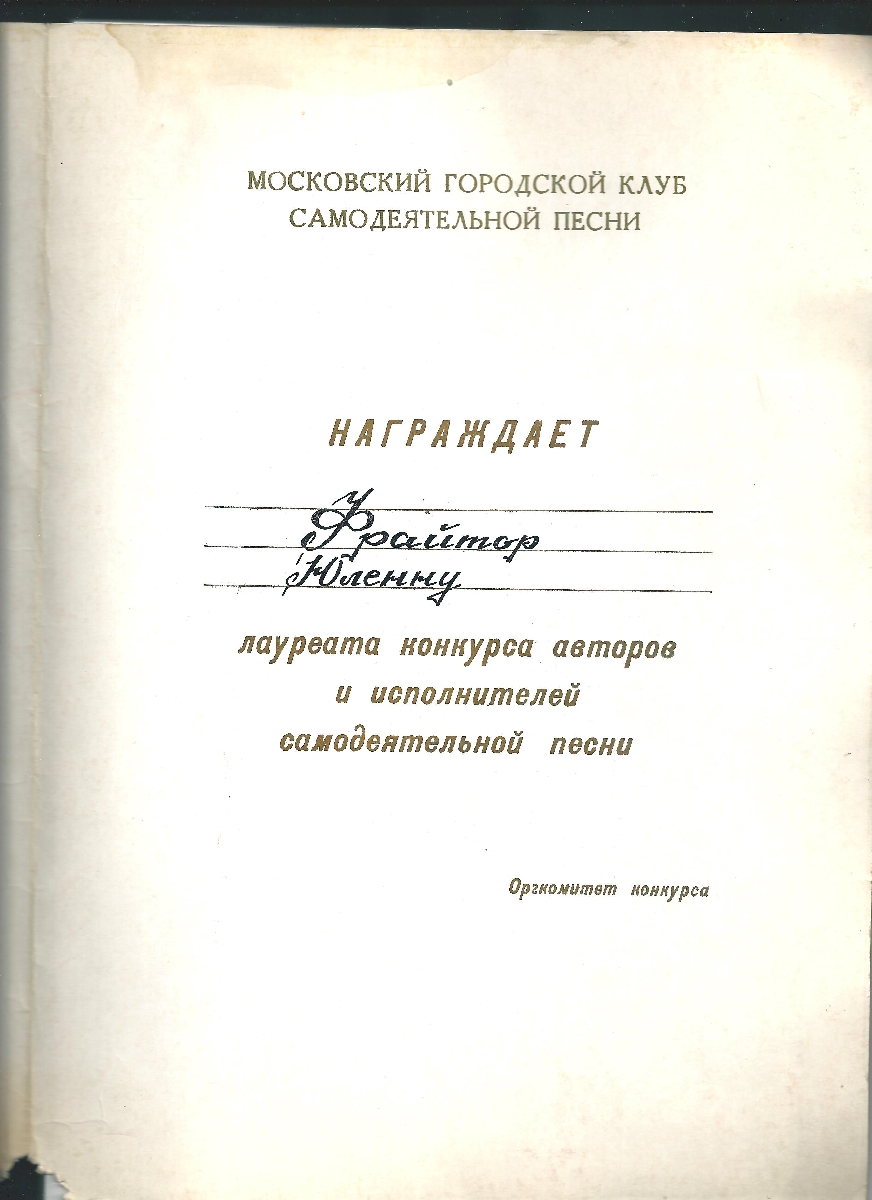 МОСКОВСКИЙ ГОРОДСКОЙ КЛУБ
САМОДЕЯТЕЛЬНОЙ ПЕСНИ
НАГРАЖДАЕТ
Фрайтор
Юленну
лауреата конкурса авторов
и исполнителей
самодеятельной песни
Оргкомитет конкурса